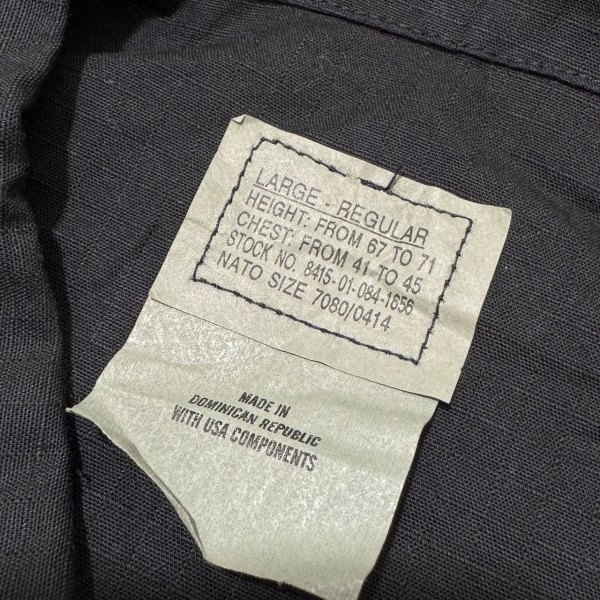 LARGE - REGULAR
HEIGHT: FROM 67 TO 71
CHEST: FROM 41 TO 45
STOCK NO. 8415-01-084-1656
NATO SIZE 7080/0414
MADE IN
DOMINICAN REPUBLIC
WITH USA COMPONENTS